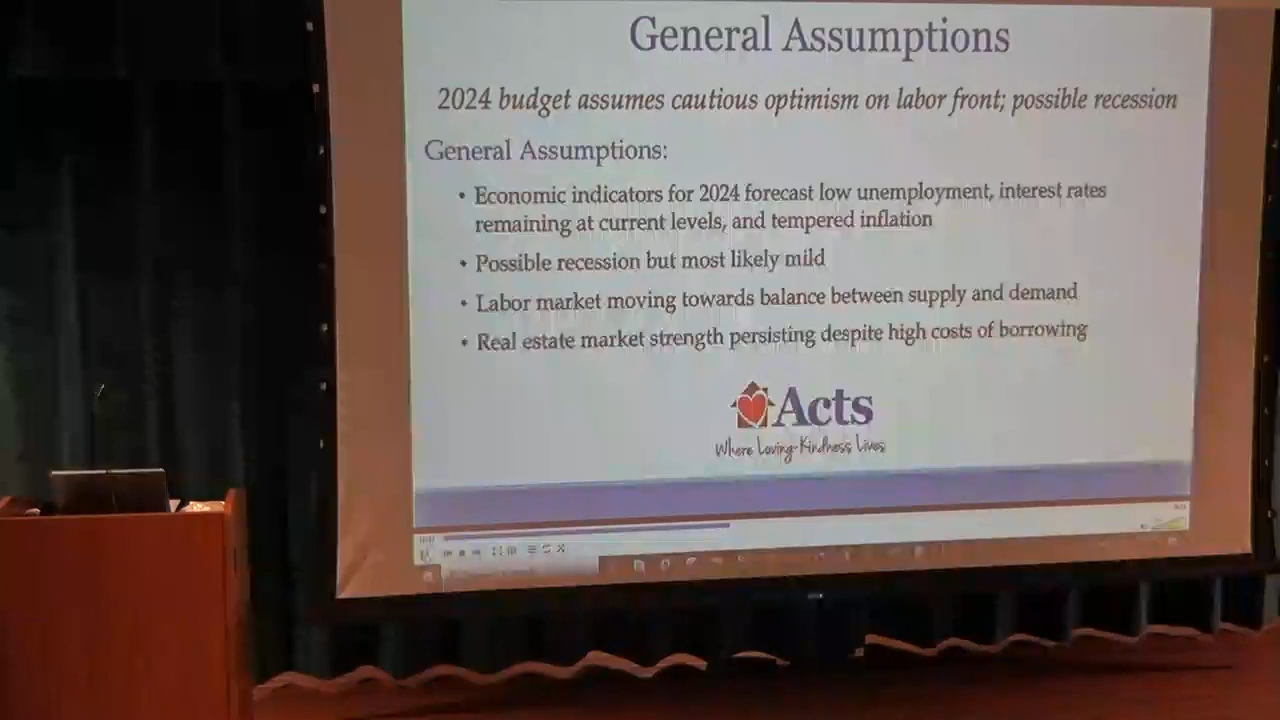 General Assumptions
2024 budget assumes cautious optimism on labor front; possible recession
General Assumptions:
• Economic indicators for 2024 forecast low unemployment, interest rates
remaining at current levels, and tempered inflation
• Possible recession but most likely mild
• Labor market moving towards balance between supply and demand
• Real estate market strength persisting despite high costs of borrowing
Acts
Where Loving-Kindness Lives